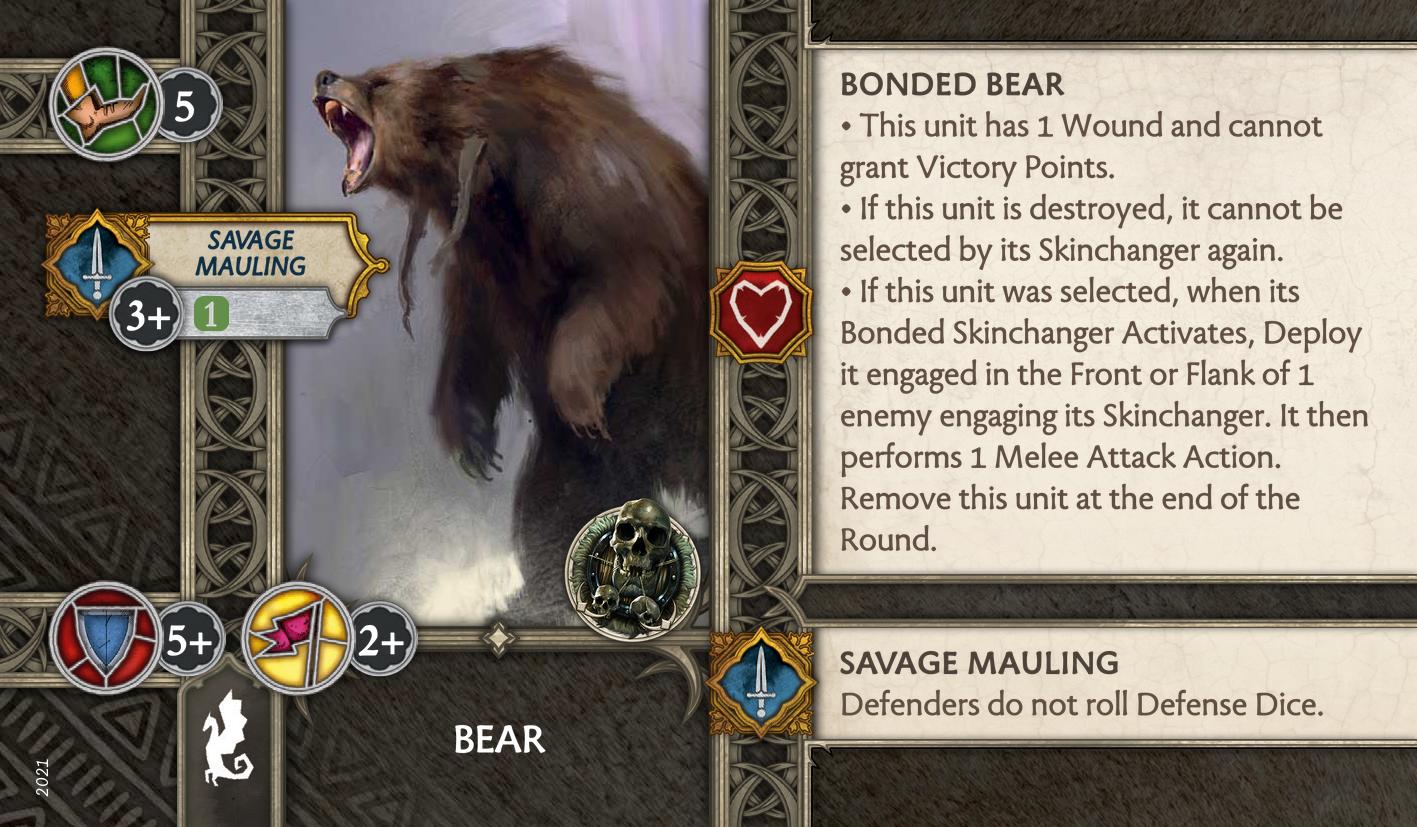 5
SAVAGE
MAULING
3+
1
5+
2+
BEAR
2021
BONDED BEAR
• This unit has 1 Wound and cannot
grant Victory Points.
• If this unit is destroyed, it cannot be
selected by its Skinchanger again.
• If this unit was selected, when its
Bonded Skinchanger Activates, Deploy
it engaged in the Front or Flank of 1
enemy engaging its Skinchanger. It then
performs 1 Melee Attack Action.
Remove this unit at the end of the
Round.
SAVAGE MAULING
Defenders do not roll Defense Dice.